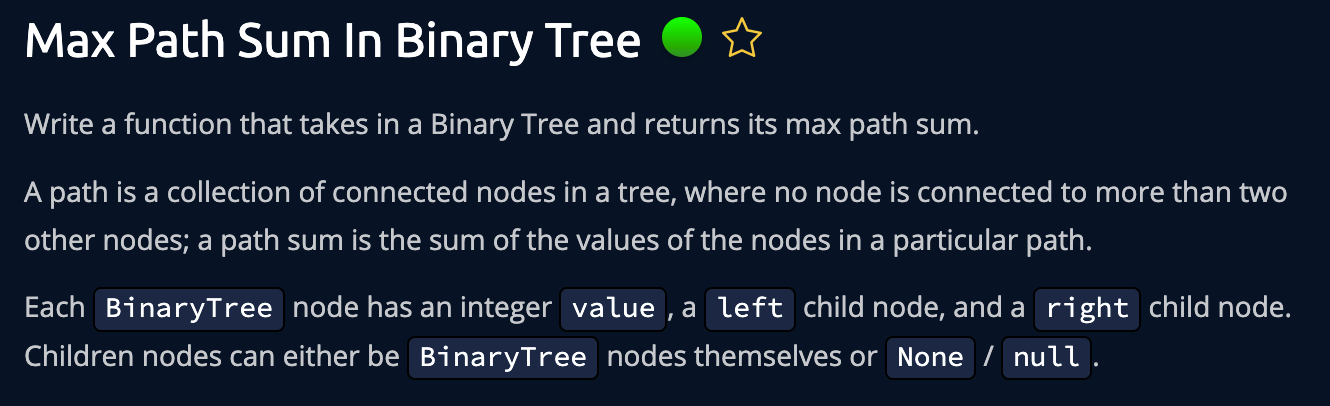 Max Path Sum In Binary Tree
Write a function that takes in a Binary Tree and returns its max path sum.
A path is a collection of connected nodes in a tree, where no node is connected to more than two
other nodes; a path sum is the sum of the values of the nodes in a particular path.
Each BinaryTree node has an integer value, a left child node, and a right child node.
Children nodes can either be BinaryTree nodes themselves or None / null.